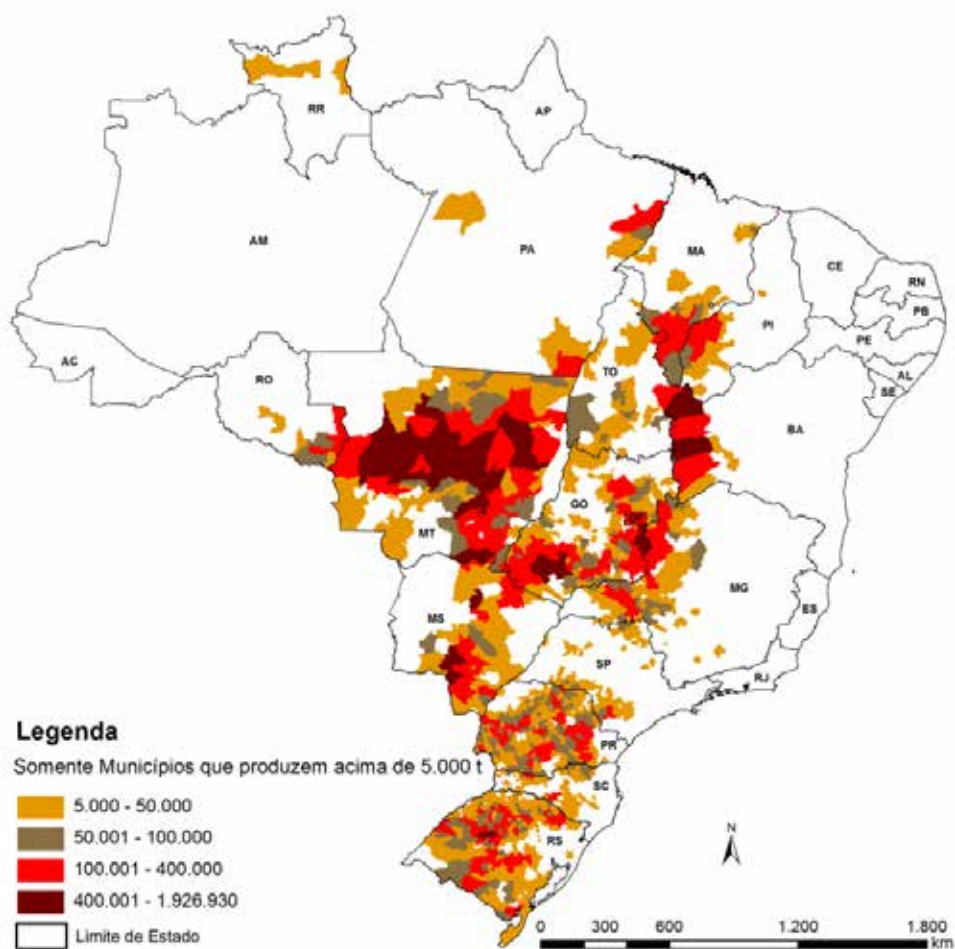 RR
AP
AM
PA
MA
CE
RN
PB
PE
PI
AL
SE
AC
RO
TO
BA
MT
GO
MG
ES
MS
SP
RJ
PR
SC
RS
Legenda
Somente Municípios que produzem acima de 5.000 t
5.000 - 50.000
50.001 - 100.000
100.001 - 400.000
400.001 - 1.926.930
Limite de Estado
N
0 300 600 1.200 1.800
km